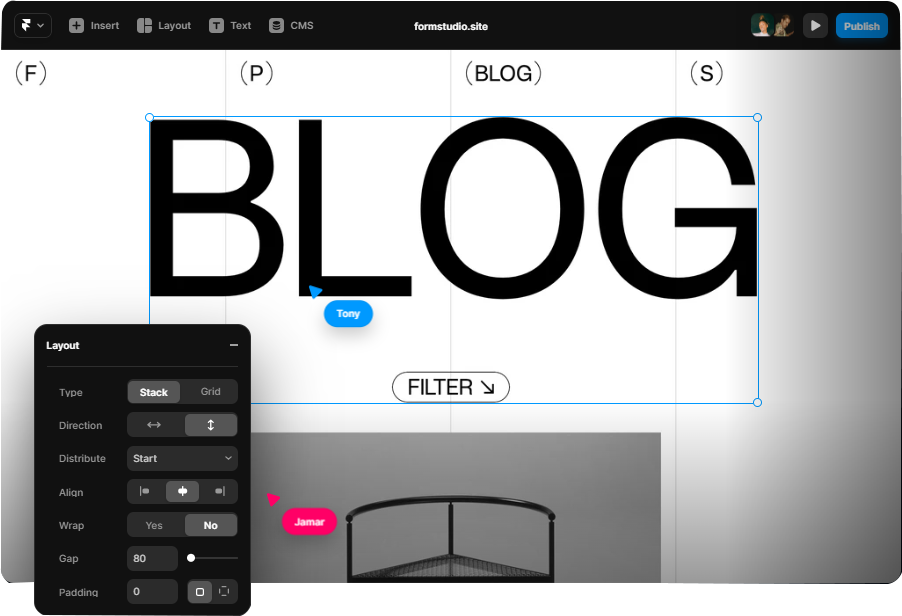 Insert Layout Text CMS formstudio.site Publish
(F) (P) (BLOG) (S)
BLOG
Tony
FILTER ↘
Jamar
Layout
Type Stack Grid
Direction
Distribute Start
Align
Wrap Yes No
Gap 80
Padding 0